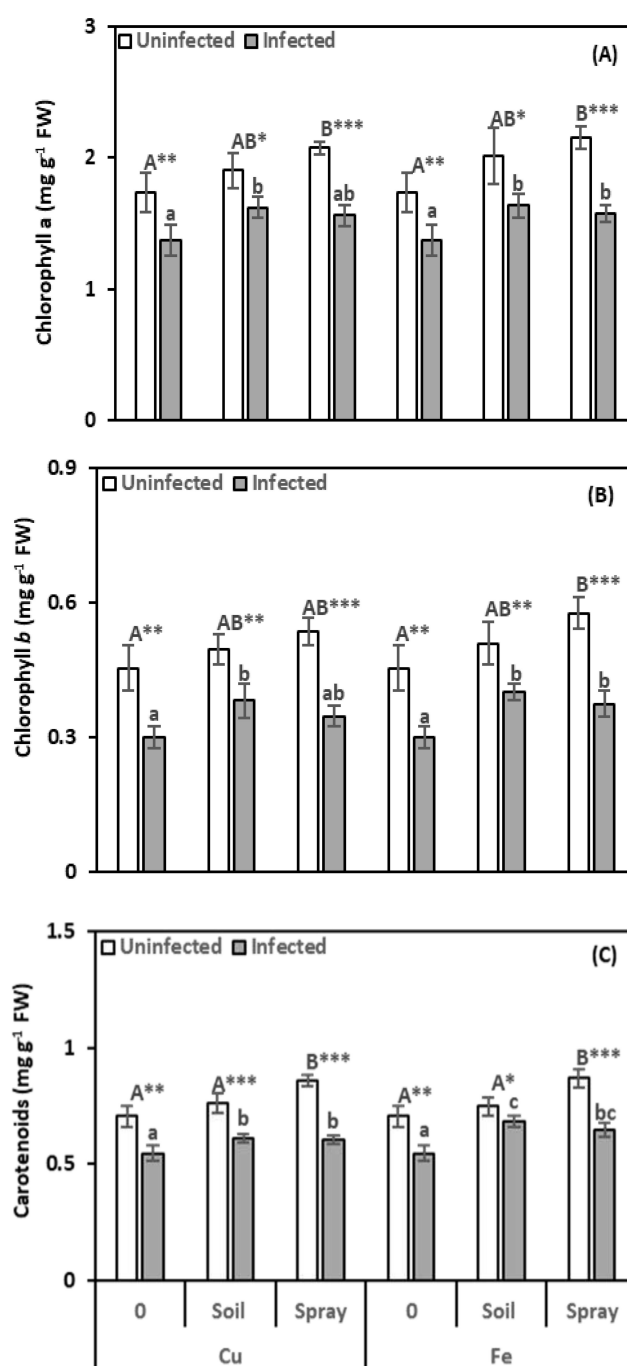 3
Uninfected Infected
(A)
A** AB* B*** A** AB* B***
a b ab a b b
2
1
0
Chlorophyll a (mg g⁻¹ FW)
0.9
Uninfected Infected
(B)
A** AB** AB*** A** AB** B***
a b ab a b b
0.6
0.3
0
Chlorophyll b (mg g⁻¹ FW)
1.5
Uninfected Infected
(C)
A** A*** B*** A** A* B***
a b b a c bc
1
0.5
0
Carotenoids (mg g⁻¹ FW)
0 Soil Spray 0 Soil Spray
Cu Fe